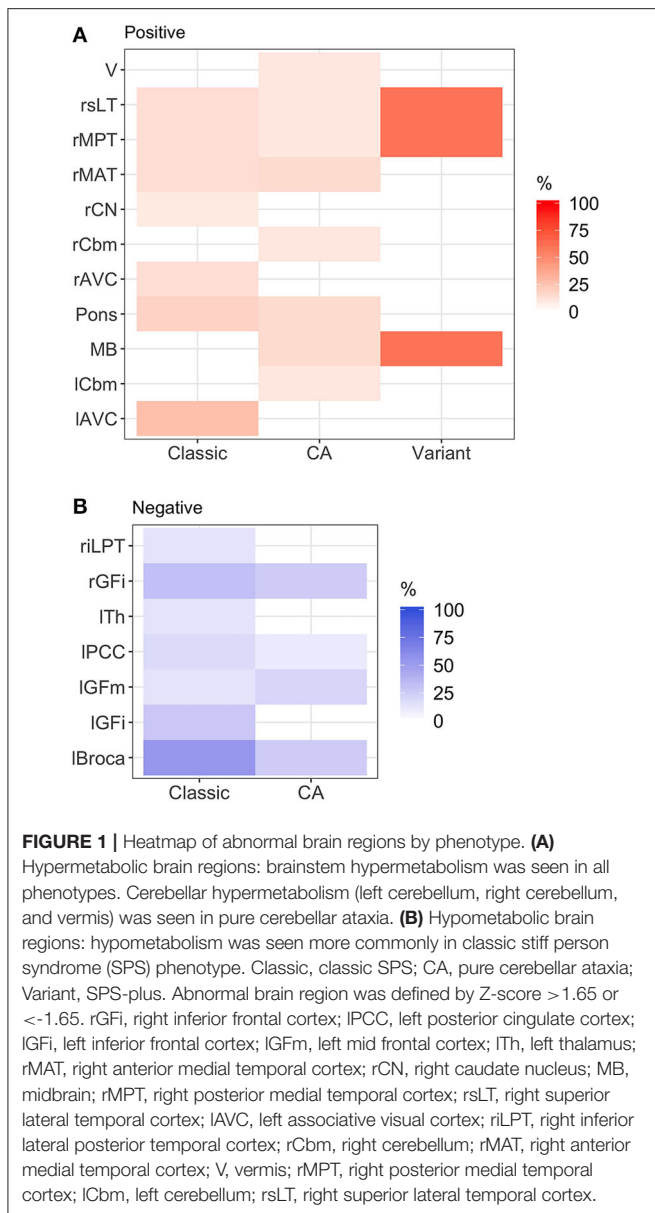 A Positive
V
rsLT
rMPT
rMAT
rCN
rCbm
rAVC
Pons
MB
lCbm
lAVC
Classic CA Variant
%
100
75
50
25
0
B Negative
riLPT
rGFi
lTh
lPCC
lGFm
lGFi
lBroca
Classic CA
%
100
75
50
25
0
FIGURE 1 | Heatmap of abnormal brain regions by phenotype. (A)
Hypermetabolic brain regions: brainstem hypermetabolism was seen in all
phenotypes. Cerebellar hypermetabolism (left cerebellum, right cerebellum,
and vermis) was seen in pure cerebellar ataxia. (B) Hypometabolic brain
regions: hypometabolism was seen more commonly in classic stiff person
syndrome (SPS) phenotype. Classic, classic SPS; CA, pure cerebellar ataxia;
Variant, SPS-plus. Abnormal brain region was defined by Z-score >1.65 or
<-1.65. rGFi, right inferior frontal cortex; lPCC, left posterior cingulate cortex;
lGFi, left inferior frontal cortex; lGFm, left mid frontal cortex; lTh, left thalamus;
rMAT, right anterior medial temporal cortex; rCN, right caudate nucleus; MB,
midbrain; rMPT, right posterior medial temporal cortex; rsLT, right superior
lateral temporal cortex; lAVC, left associative visual cortex; riLPT, right inferior
lateral posterior temporal cortex; rCbm, right cerebellum; rMAT, right anterior
medial temporal cortex; V, vermis; rMPT, right posterior medial temporal
cortex; lCbm, left cerebellum; rsLT, right superior lateral temporal cortex.